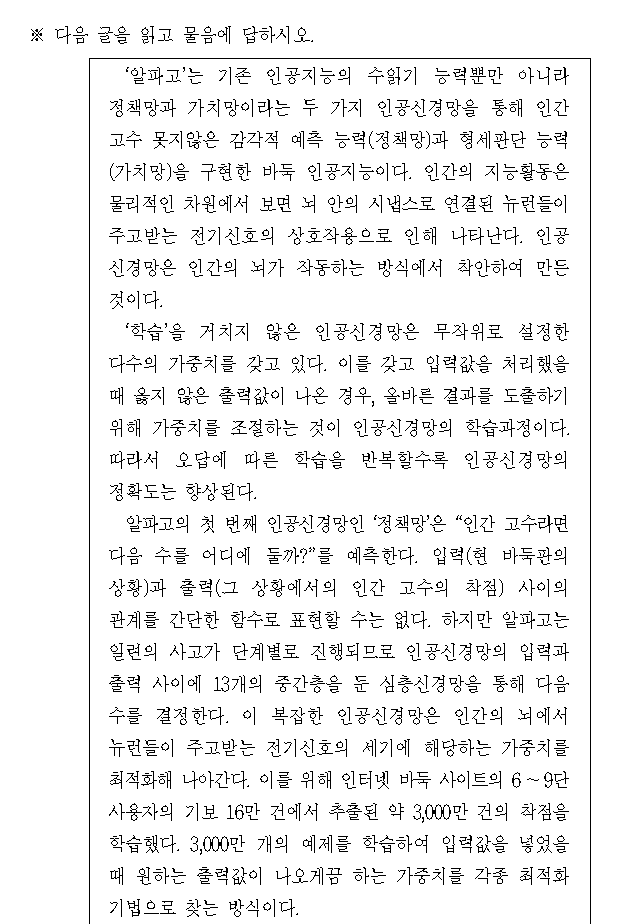 ※ 다음 글을 읽고 물음에 답하시오.
‘알파고’는 기존 인공지능의 수읽기 능력뿐만 아니라
정책망과 가치망이라는 두 가지 인공신경망을 통해 인간
고수 못지않은 감각적 예측 능력(정책망)과 형세판단 능력
(가치망)을 구현한 바둑 인공지능이다. 인간의 지능활동은
물리적인 차원에서 보면 뇌 안의 시냅스로 연결된 뉴런들이
주고받는 전기신호의 상호작용으로 인해 나타난다. 인공
신경망은 인간의 뇌가 작동하는 방식에서 착안하여 만든
것이다.
‘학습’을 거치지 않은 인공신경망은 무작위로 설정한
다수의 가중치를 갖고 있다. 이를 갖고 입력값을 처리했을
때 옳지 않은 출력값이 나온 경우, 올바른 결과를 도출하기
위해 가중치를 조절하는 것이 인공신경망의 학습과정이다.
따라서 오답에 따른 학습을 반복할수록 인공신경망의
정확도는 향상된다.
알파고의 첫 번째 인공신경망인 ‘정책망’은 “인간 고수라면
다음 수를 어디에 둘까?”를 예측한다. 입력(현 바둑판의
상황)과 출력(그 상황에서의 인간 고수의 착점) 사이의
관계를 간단한 함수로 표현할 수는 없다. 하지만 알파고는
일련의 사고가 단계별로 진행되므로 인공신경망의 입력과
출력 사이에 13개의 중간층을 둔 심층신경망을 통해 다음
수를 결정한다. 이 복잡한 인공신경망은 인간의 뇌에서
뉴런들이 주고받는 전기신호의 세기에 해당하는 가중치를
최적화해 나아간다. 이를 위해 인터넷 바둑 사이트의 6～9단
사용자의 기보 16만 건에서 추출된 약 3,000만 건의 착점을
학습했다. 3,000만 개의 예제를 학습하여 입력값을 넣었을
때 원하는 출력값이 나오게끔 하는 가중치를 각종 최적화
기법으로 찾는 방식이다.